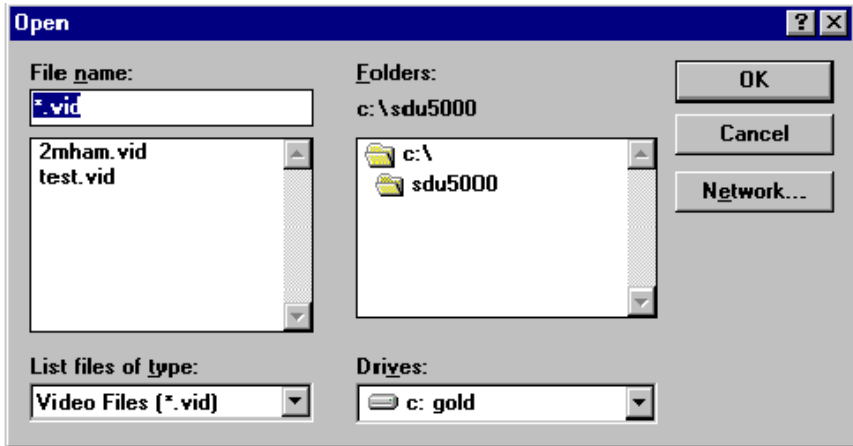 Open
File name:
*.vid
2mham.vid
test.vid
List files of type:
Video Files (*.vid)
Folders:
c:\sdu5000
c:\
sdu5000
Drives:
c: gold
OK
Cancel
Network...